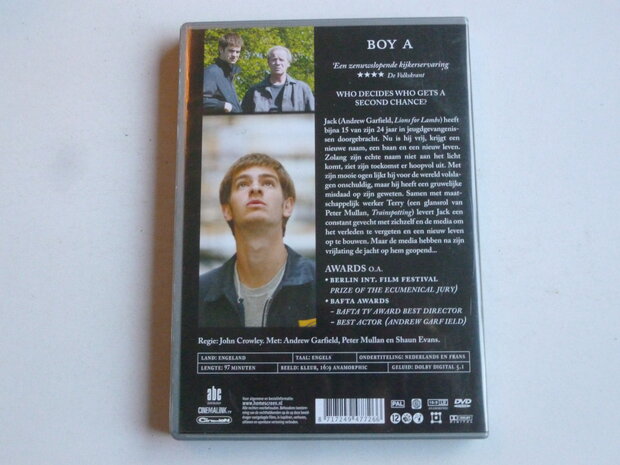 BOY A
'Een zenuwslopende kijkerservaring
★★★★ De Volkskrant
WHO DECIDES WHO GETS A
SECOND CHANCE?
Jack (Andrew Garfield, Lions for Lambs) heeft
bijna 15 van zijn 24 jaar in jeugdgevangenis-
sen doorgebracht. Nu is hij vrij, krijgt een
nieuwe naam, een baan en een nieuw leven.
Zolang zijn echte naam niet aan het licht
komt, ziet zijn toekomst er hoopvol uit. Met
zijn mooie ogen lijkt hij voor de wereld volsla-
gen onschuldig, maar hij heeft een gruwelijke
misdaad op zijn geweten. Samen met maat-
schappelijk werker Terry (een glansrol van
Peter Mullan, Trainspotting) levert Jack een
constant gevecht met zichzelf en de media om
het verleden te vergeten en een nieuw leven
op te bouwen. Maar de media hebben na zijn
vrijlating de jacht op hem geopend...
AWARDS O.A.
• BERLIN INT. FILM FESTIVAL
PRIZE OF THE ECUMENICAL JURY)
• BAFTA AWARDS
- BAFTA TV AWARD BEST DIRECTOR
- BEST ACTOR (ANDREW GARFIELD)
Regie: John Crowley. Met: Andrew Garfield, Peter Mullan en Shaun Evans.
LAND: ENGELAND TAAL: ENGELS ONDERTITELING: NEDERLANDS EN FRANS
LENGTE: 97 MINUTEN BEELD: KLEUR, 16:9 ANAMORPHIC GELUID: DOLBY DIGITAL 5.1
abc
CINEMALINK.TV
www.homescreen.nl
8 717249 477266
PAL
DVD
12